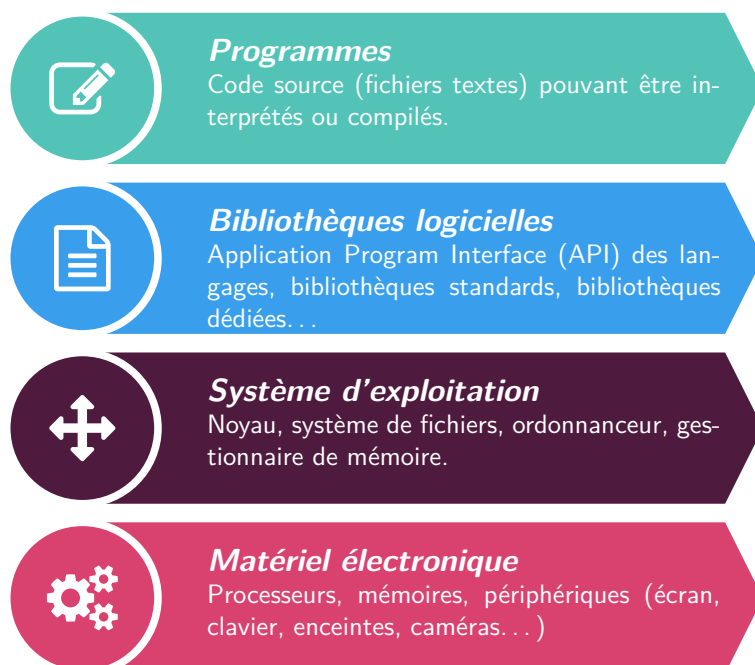 Programmes
Code source (fichiers textes) pouvant être in-
terprétés ou compilés.
Bibliothèques logicielles
Application Program Interface (API) des lan-
gages, bibliothèques standards, bibliothèques
dédiées...
Système d'exploitation
Noyau, système de fichiers, ordonnanceur, ges-
tionnaire de mémoire.
Matériel électronique
Processeurs, mémoires, périphériques (écran,
clavier, enceintes, caméras...)